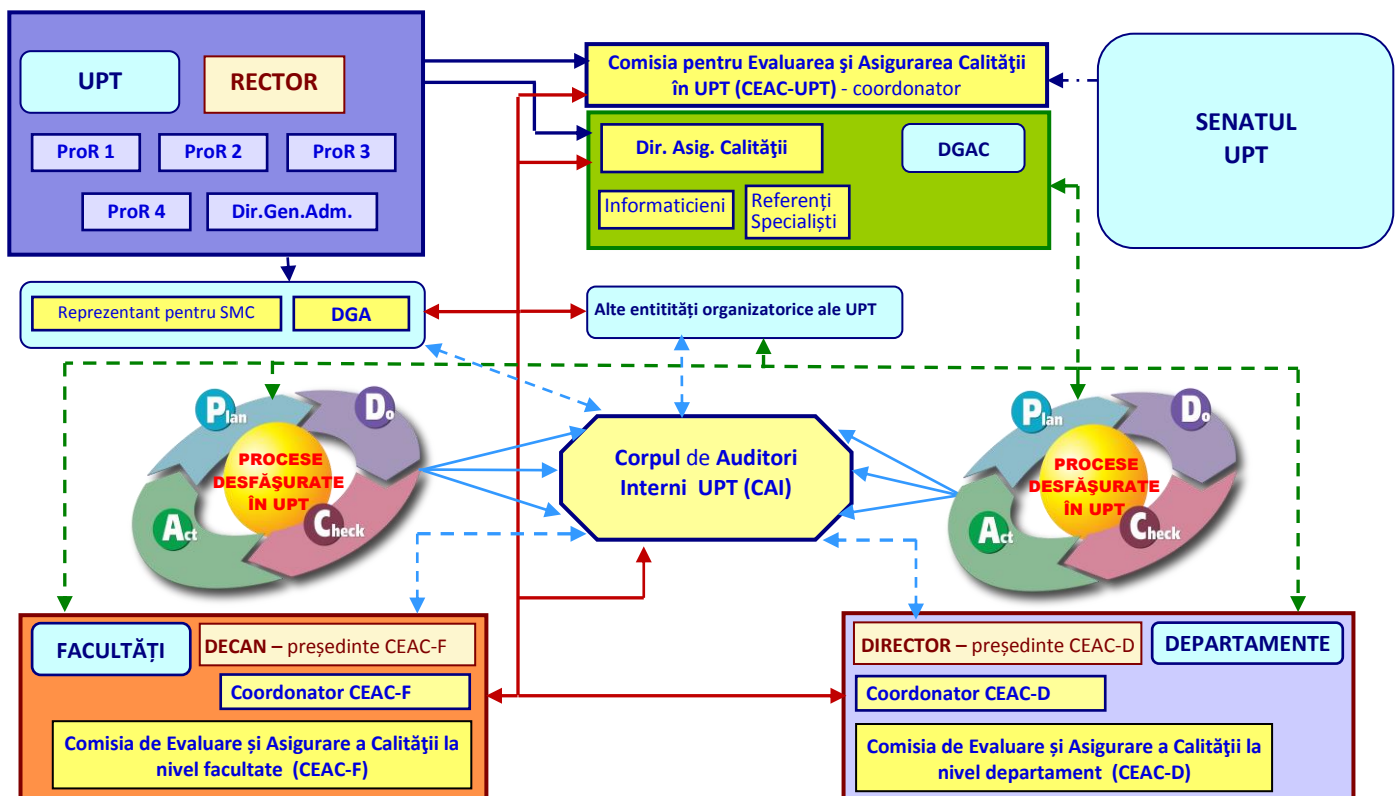 UPT
RECTOR
ProR 1
ProR 2
ProR 3
ProR 4
Dir.Gen.Adm.
Comisia pentru Evaluarea şi Asigurarea Calităţii
în UPT (CEAC-UPT) - coordonator
Dir. Asig. Calităţii
DGAC
Informaticieni
Referenți
Specialiști
SENATUL
UPT
Reprezentant pentru SMC
DGA
Alte entitități organizatorice ale UPT
Plan
Do
PROCESE
DESFĂŞURATE
ÎN UPT
Act
Check
Corpul de Auditori
Interni UPT (CAI)
Plan
Do
PROCESE
DESFĂŞURATE
ÎN UPT
Act
Check
FACULTĂȚI
DECAN – președinte CEAC-F
Coordonator CEAC-F
Comisia de Evaluare și Asigurare a Calităţii la
nivel facultate (CEAC-F)
DIRECTOR – președinte CEAC-D
DEPARTAMENTE
Coordonator CEAC-D
Comisia de Evaluare și Asigurare a Calităţii la
nivel departament (CEAC-D)